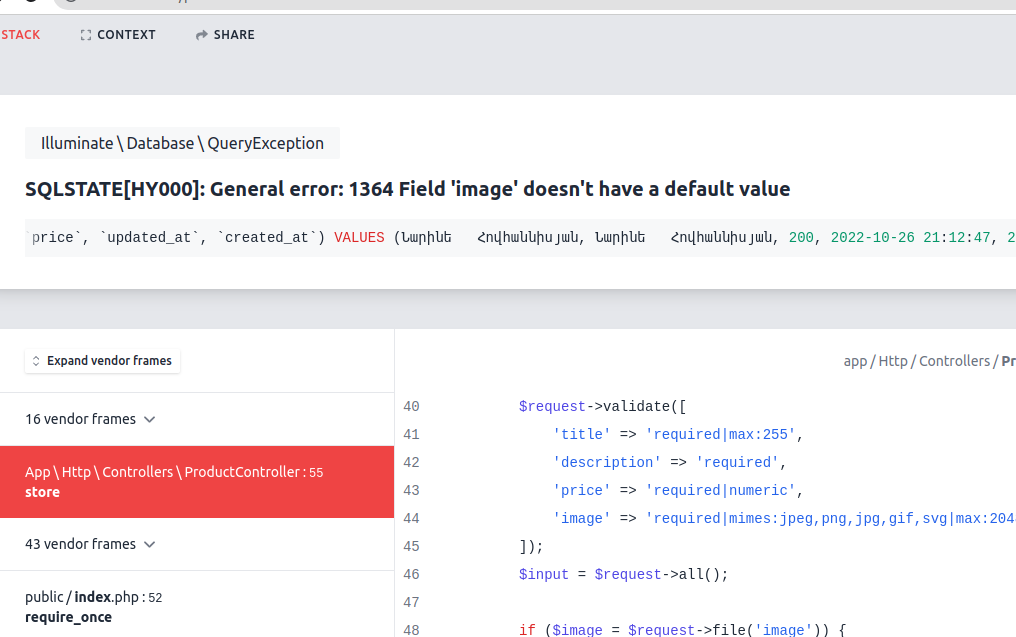 STACK CONTEXT SHARE
Illuminate \ Database \ QueryException
SQLSTATE[HY000]: General error: 1364 Field 'image' doesn't have a default value
`price`, `updated_at`, `created_at`) VALUES (Նարինե Հովհաննիսյան, Նարինե Հովհաննիսյան, 200, 2022-10-26 21:12:47, 2
Expand vendor frames
16 vendor frames
App \ Http \ Controllers \ ProductController : 55
store
43 vendor frames
public / index.php : 52
require_once
app / Http / Controllers / Pr
40 $request->validate([
41 'title' => 'required|max:255',
42 'description' => 'required',
43 'price' => 'required|numeric',
44 'image' => 'required|mimes:jpeg,png,jpg,gif,svg|max:204
45 ]);
46 $input = $request->all();
47
48 if ($image = $request->file('image')) {